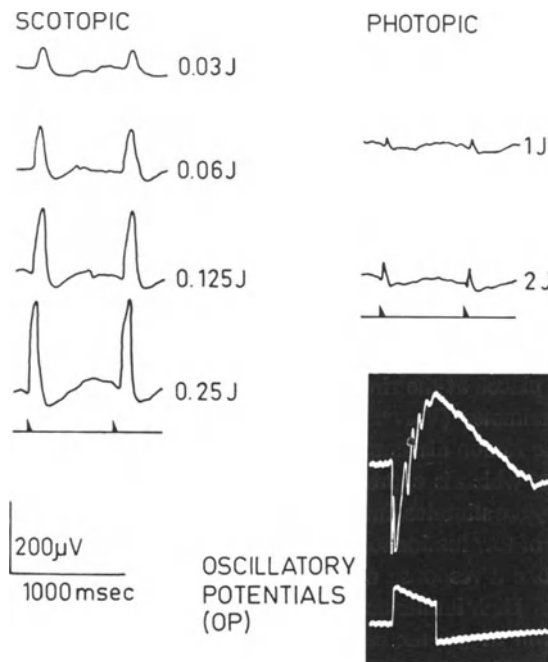 SCOTOPIC
0.03 J
0.06 J
0.125 J
0.25 J
200µV
1000 msec
PHOTOPIC
1 J
2 J
OSCILLATORY
POTENTIALS
(OP)